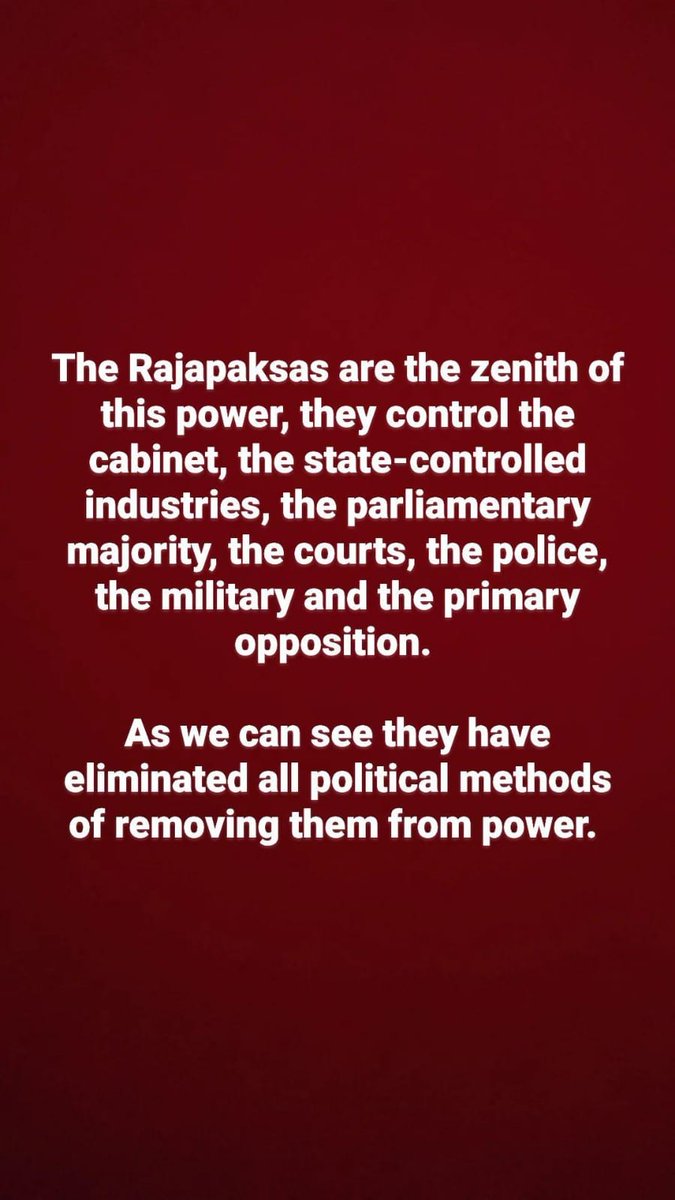 The Rajapaksas are the zenith of
this power, they control the
cabinet, the state-controlled
industries, the parliamentary
majority, the courts, the police,
the military and the primary
opposition.
As we can see they have
eliminated all political methods
of removing them from power.